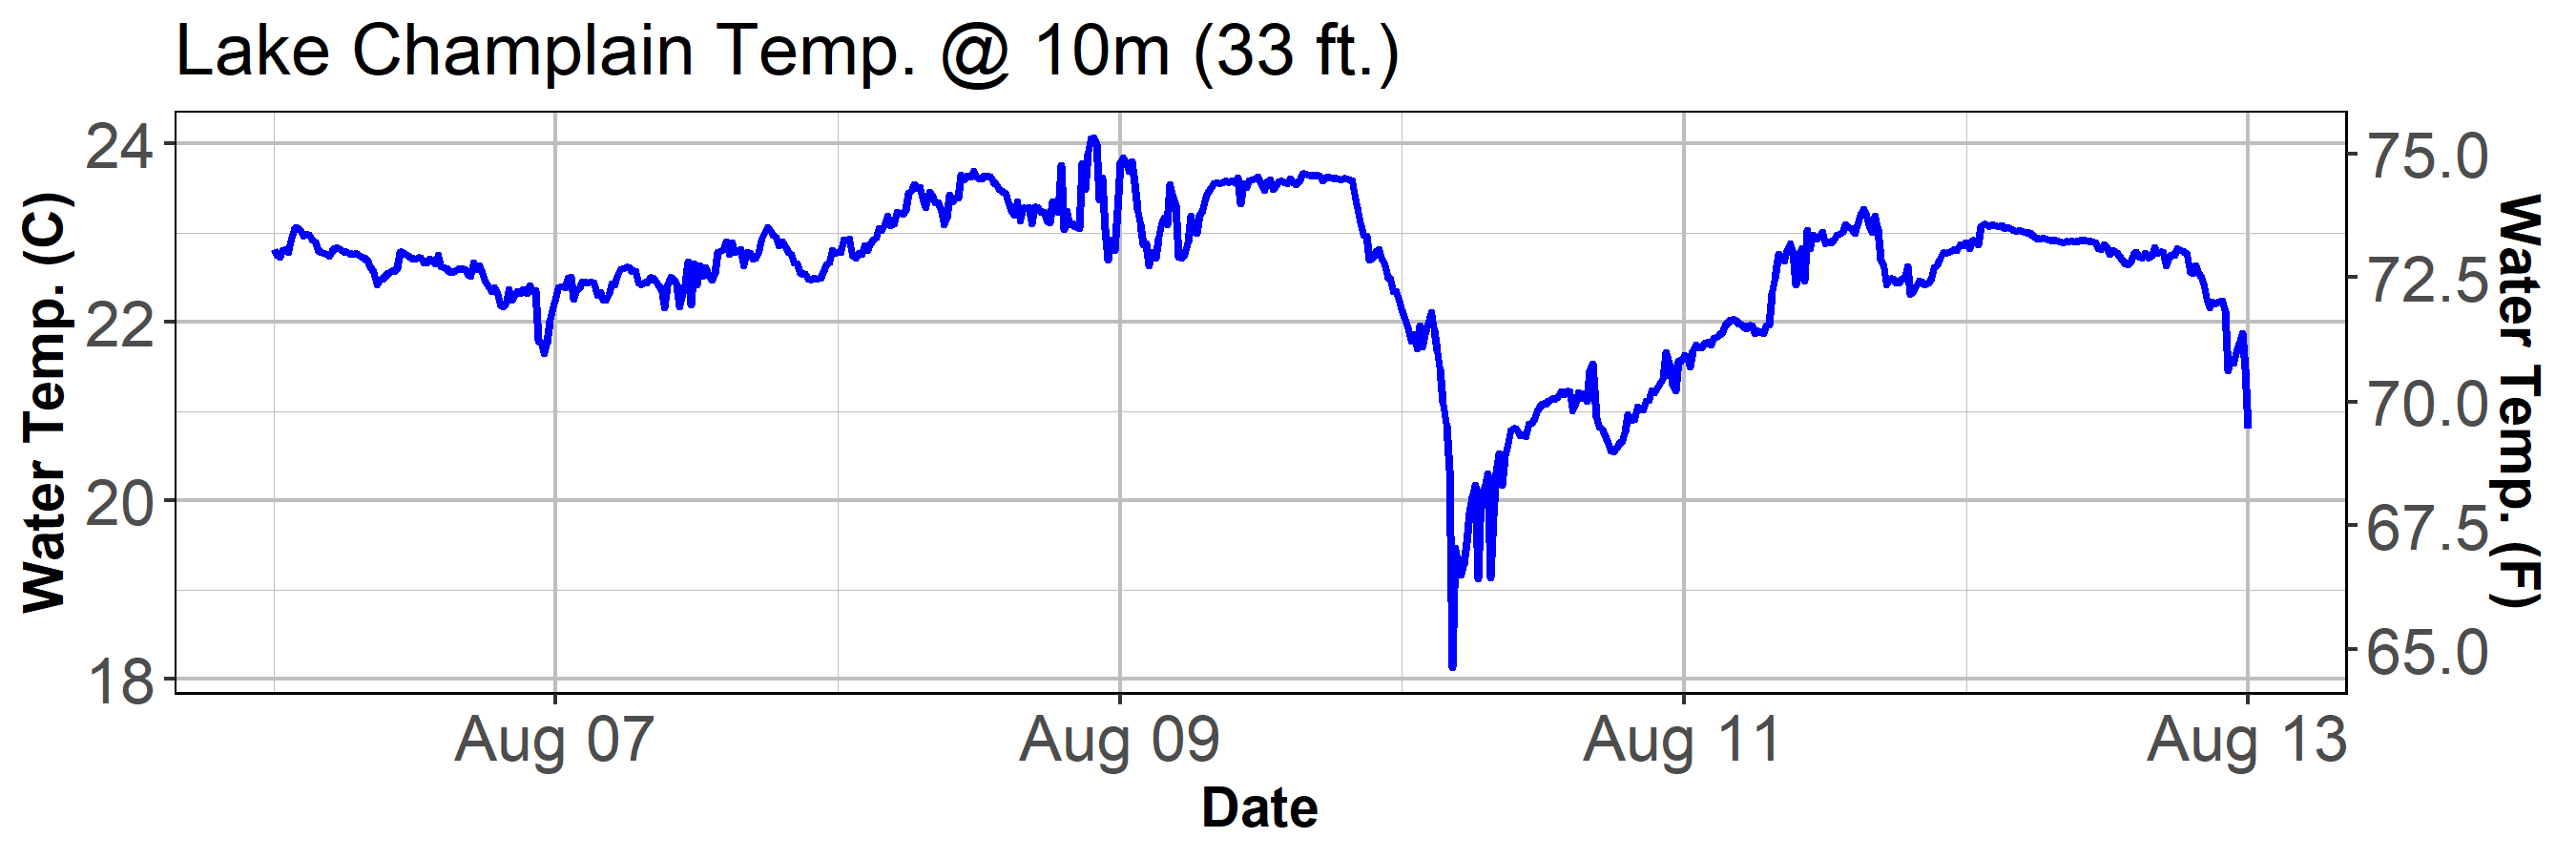 Lake Champlain Temp. @ 10m (33 ft.)
Water Temp. (C)
24
22
20
18
75.0
72.5
70.0
67.5
65.0
Water Temp. (F)
Aug 07 Aug 09 Aug 11 Aug 13
Date